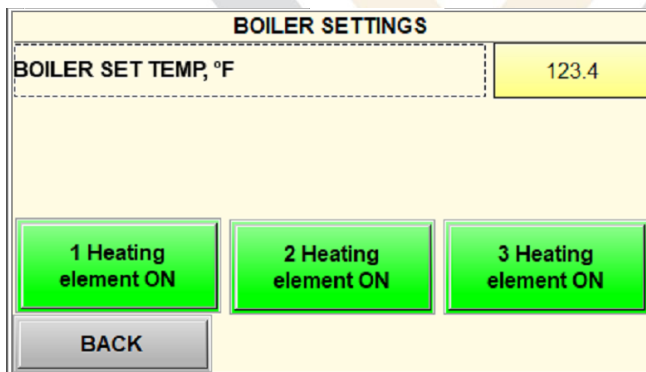 BOILER SETTINGS
BOILER SET TEMP, ºF
123.4
1 Heating
element ON
2 Heating
element ON
3 Heating
element ON
BACK